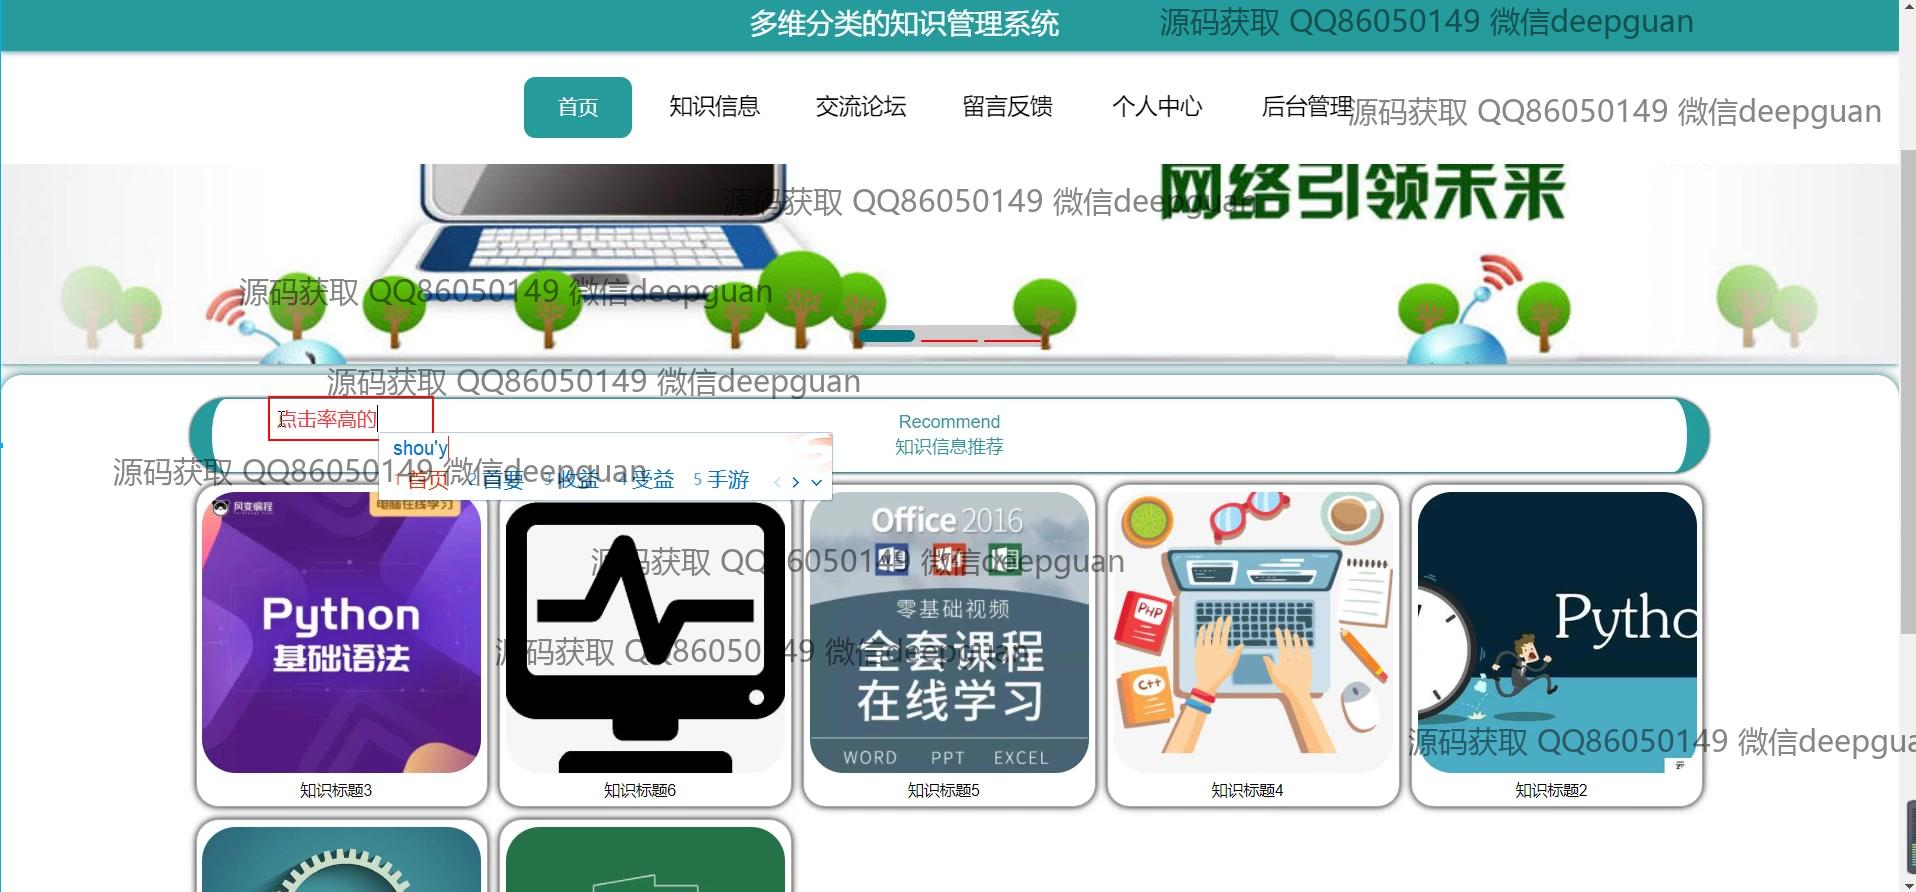 多维分类的知识管理系统
源码获取 QQ86050149 微信deepguan
首页
知识信息
交流论坛
留言反馈
个人中心
后台管理
源码获取 QQ86050149 微信deepguan
网络引领未来
源码获取 QQ86050149 微信deepguan
源码获取 QQ86050149 微信deepguan
源码获取 QQ86050149 微信deepguan
点击率高的
Recommend
知识信息推荐
shou'y
1 首页 2 首要 3 收益 4 受益 5 手游
源码获取 QQ86050149 微信deepguan
风变编程
电脑在线学习
Python
基础语法
Office 2016
零基础视频
全套课程
在线学习
WORD PPT EXCEL
PHP
C++
Pytho
源码获取 QQ86050149 微信deepguan
源码获取 QQ86050149 微信deepguan
源码获取 QQ86050149 微信deepgua
知识标题3
知识标题6
知识标题5
知识标题4
知识标题2